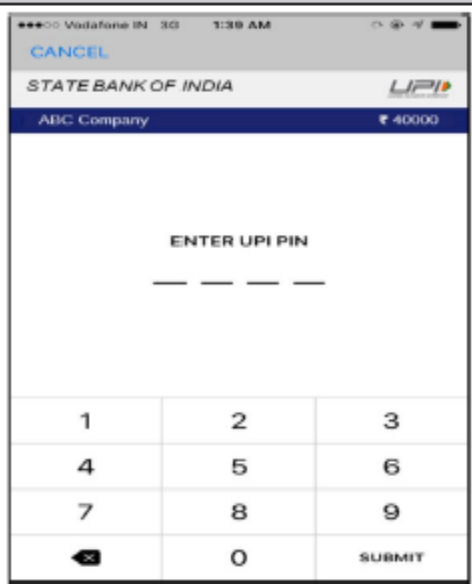 Vodafone IN 3G 1:39 AM
CANCEL
STATE BANK OF INDIA UPI
ABC Company ₹ 40000
ENTER UPI PIN
1 2 3
4 5 6
7 8 9
0 SUBMIT